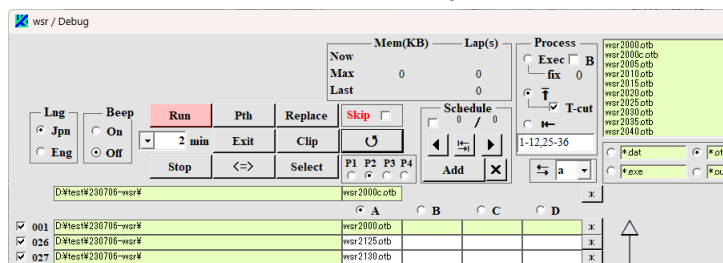 wsr / Debug
Mem(KB) Lap(s)
Now
Max 0 0
Last 0
Process
Exec B
fix 0
T-cut
1-12,25-36
a
wsr2000.otb
wsr2000c.otb
wsr2005.otb
wsr2010.otb
wsr2015.otb
wsr2020.otb
wsr2025.otb
wsr2030.otb
wsr2035.otb
wsr2040.otb
*.dat *.ot
*.exe *.ou
Lng Beep
Jpn On
Eng Off
Run Pth Replace Skip
2 min Exit Clip
Stop <=> Select P1 P2 P3 P4
Schedule
0 / 0
Add X
D:¥test¥230706-wsr¥ wsr2000c.otb x
A B C D
001 D:¥test¥230706-wsr¥ wsr2000.otb x
026 D:¥test¥230706-wsr¥ wsr2125.otb x
027 D:¥test¥230706-wsr¥ wsr2130.otb x